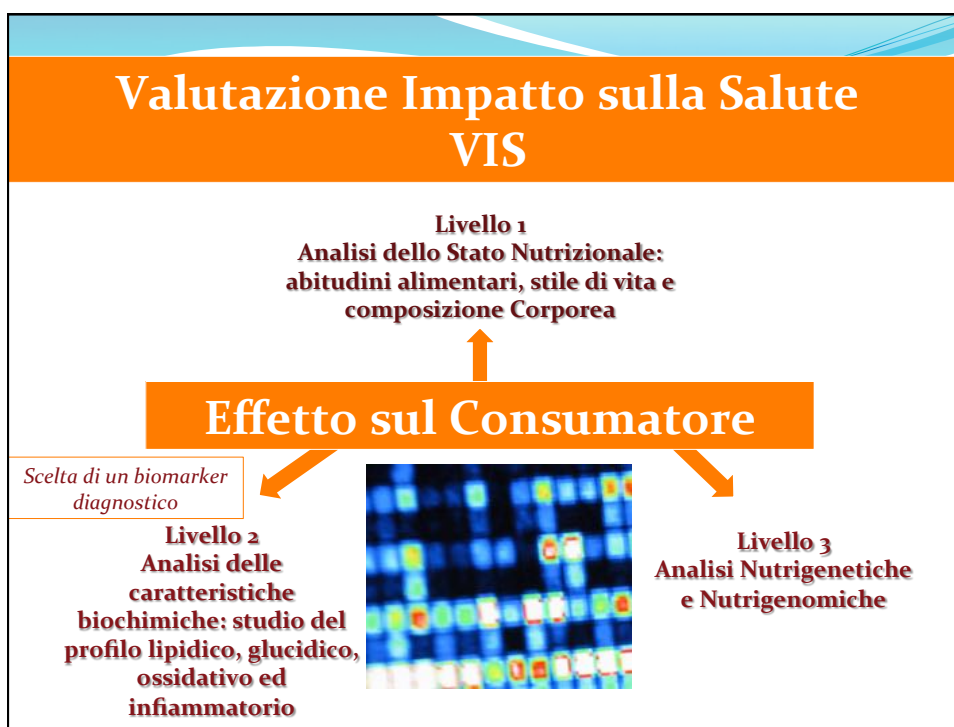 Valutazione Impatto sulla Salute
VIS
Livello 1
Analisi dello Stato Nutrizionale:
abitudini alimentari, stile di vita e
composizione Corporea
Effetto sul Consumatore
Scelta di un biomarker
diagnostico
Livello 2
Analisi delle
caratteristiche
biochimiche: studio del
profilo lipidico, glucidico,
ossidativo ed
infiammatorio
Livello 3
Analisi Nutrigenetiche
e Nutrigenomiche